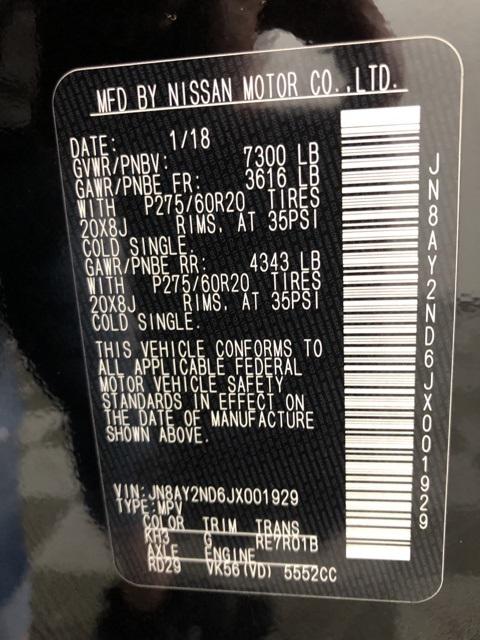 MFD BY NISSAN MOTOR CO.,LTD.
DATE: 1/18
GVWR/PNBV: 7300 LB
GAWR/PNBE FR: 3616 LB
WITH P275/60R20 TIRES
20X8J RIMS, AT 35PSI
COLD SINGLE.
GAWR/PNBE RR: 4343 LB
WITH P275/60R20 TIRES
20X8J RIMS, AT 35PSI
COLD SINGLE.
THIS VEHICLE CONFORMS TO
ALL APPLICABLE FEDERAL
MOTOR VEHICLE SAFETY
STANDARDS IN EFFECT ON
THE DATE OF MANUFACTURE
SHOWN ABOVE.
VIN:JN8AY2ND6JX001929
TYPE:MPV
COLOR TRIM TRANS
KH3 G RE7R01B
AXLE ENGINE
RD29 VK56(VD) 5552CC
JN8AY2ND6JX001929